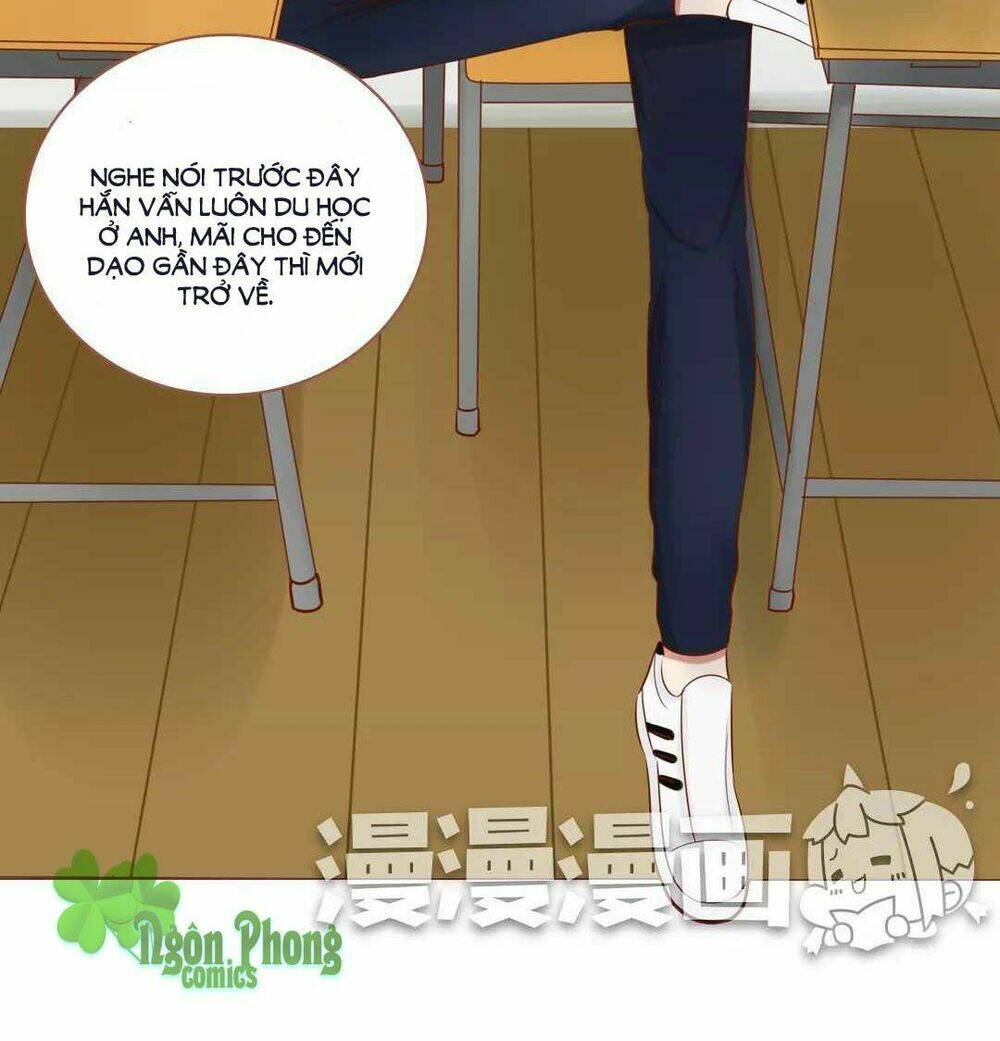 NGHE NÓI TRƯỚC ĐÂY
HẮN VẤN LUÔN DU HỌC
Ở ANH, MÃI CHO ĐẾN
DẠO GẦN ĐÂY THÌ MỚI
TRỞ VỀ.
漫漫漫画
Ngôn Phong
comics